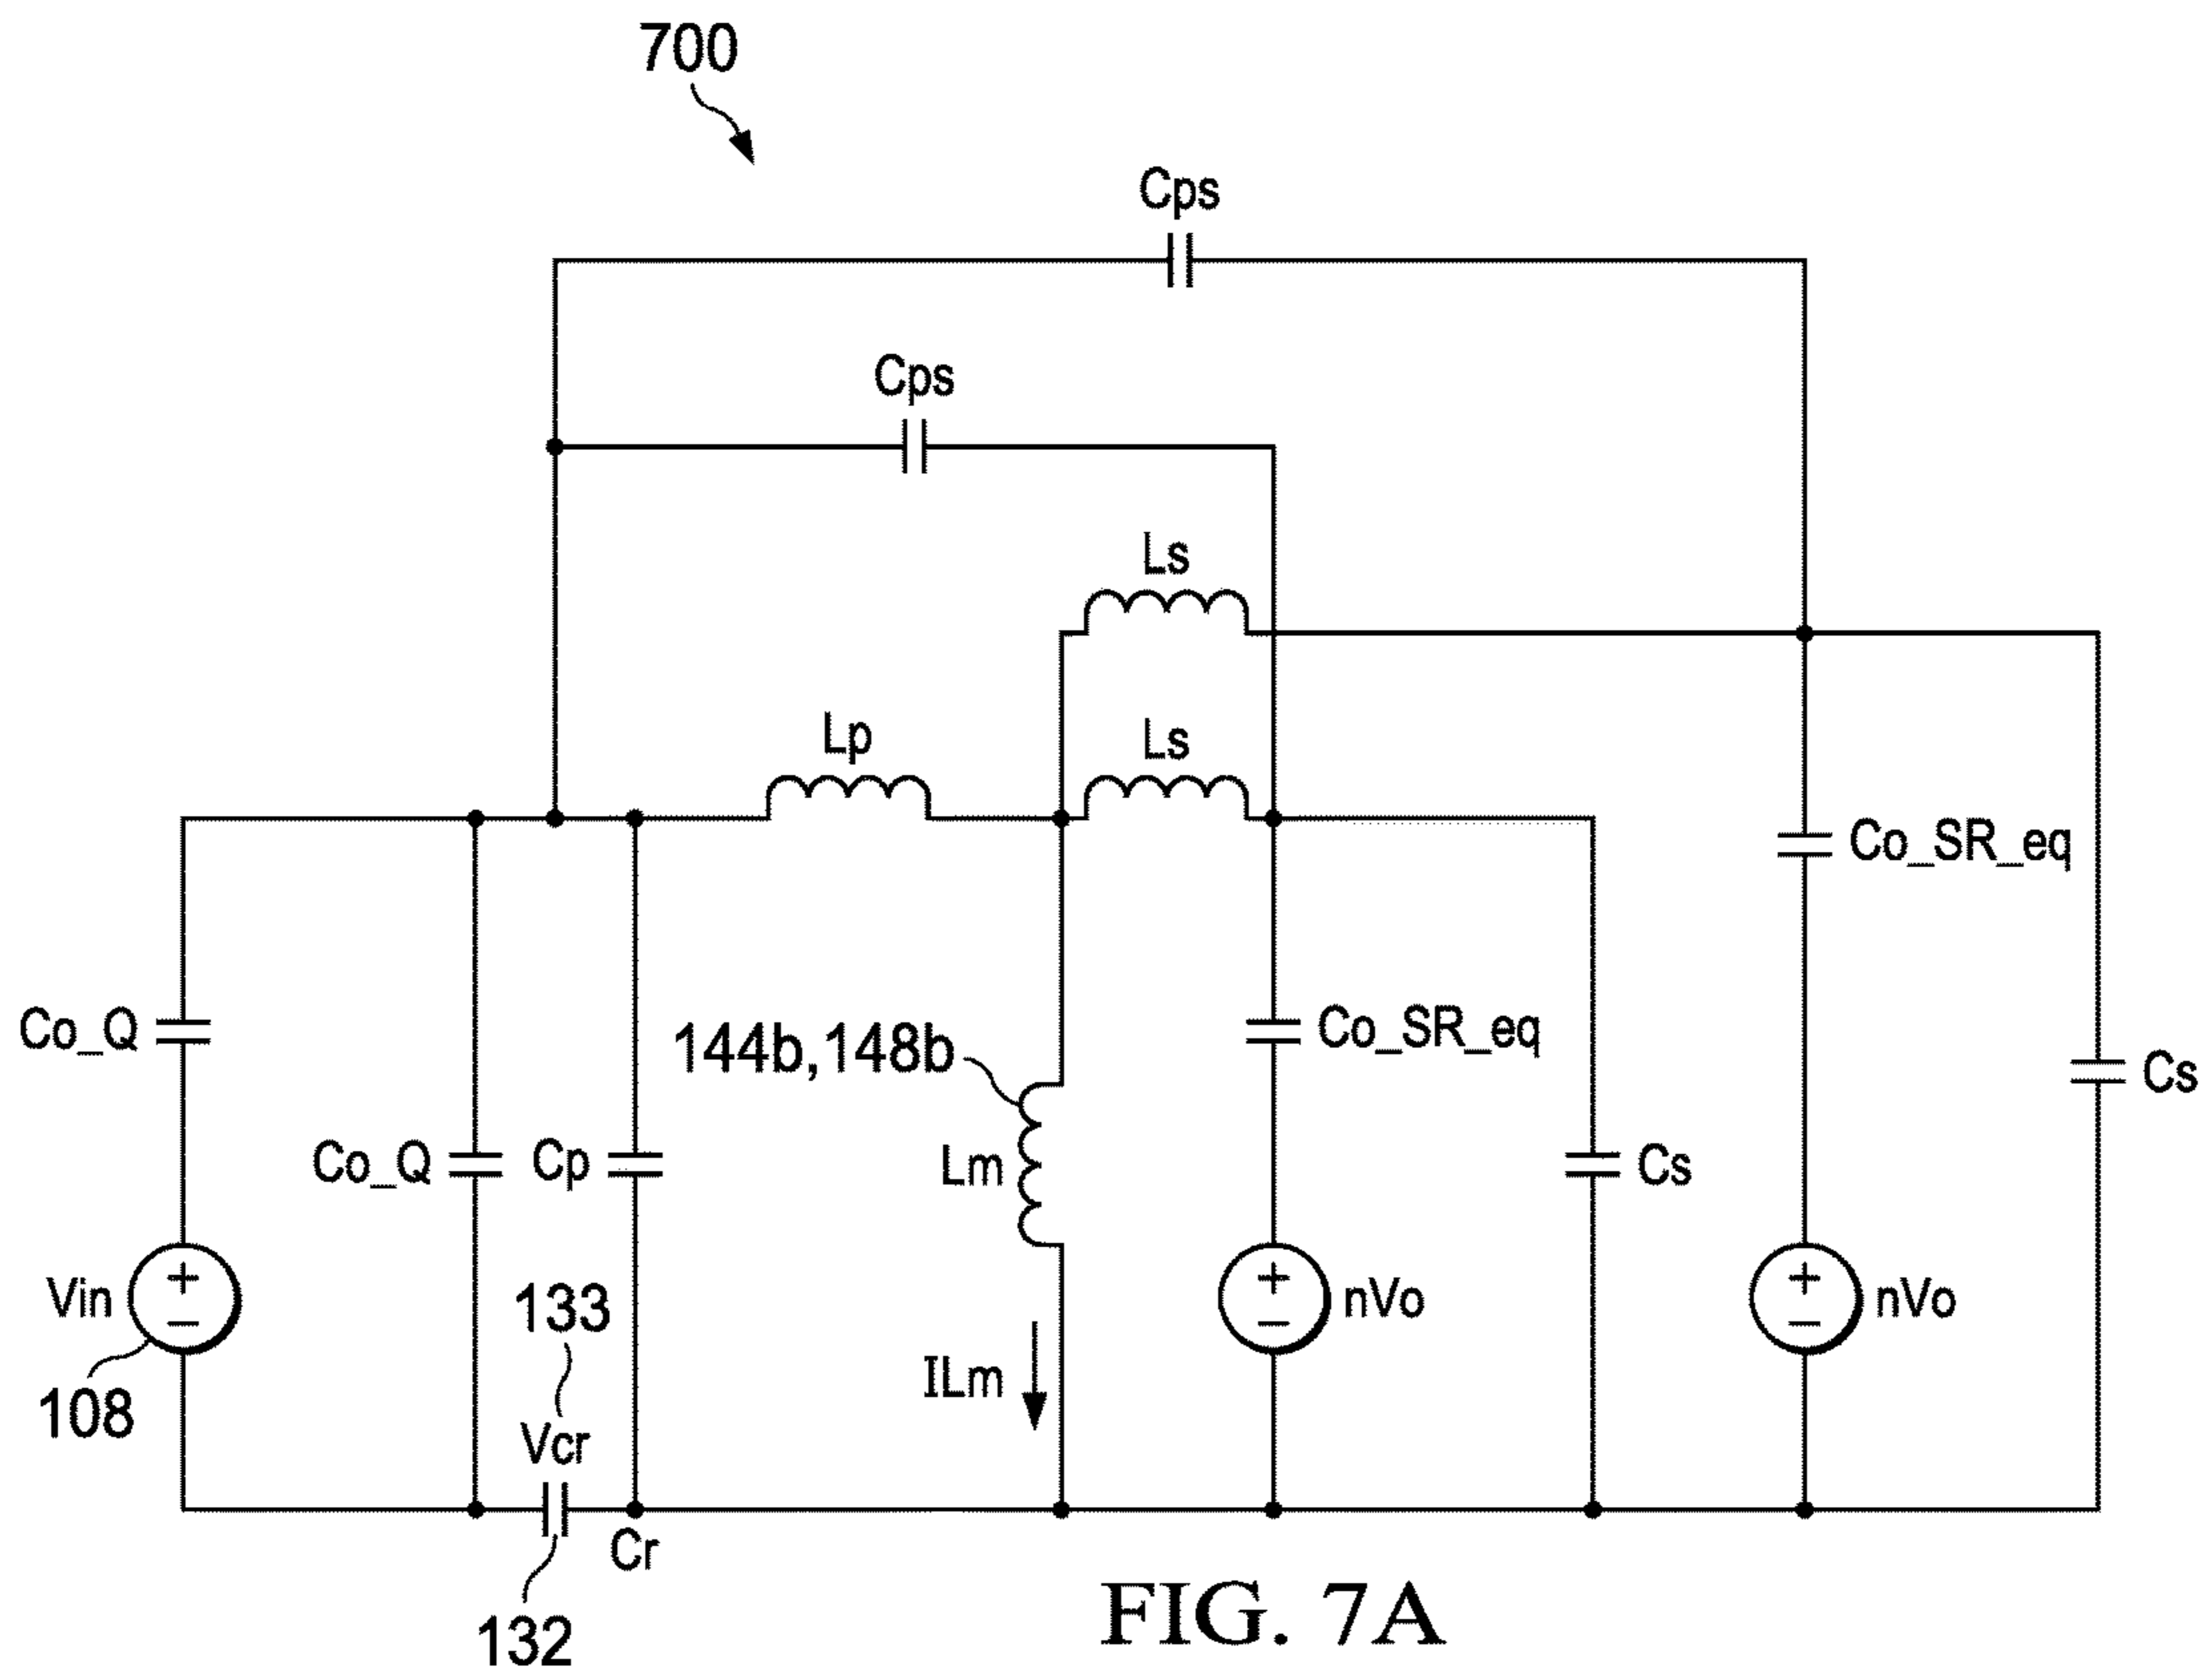 700
Cps
Cps
Ls
Lp
Ls
Co_SR_eq
Co_Q
144b,148b
Co_SR_eq
Cs
Co_Q
Cp
Lm
Cs
Vin
+
−
133
+
−
nVo
+
−
nVo
108
ILm
Vcr
Cr
132
FIG. 7A